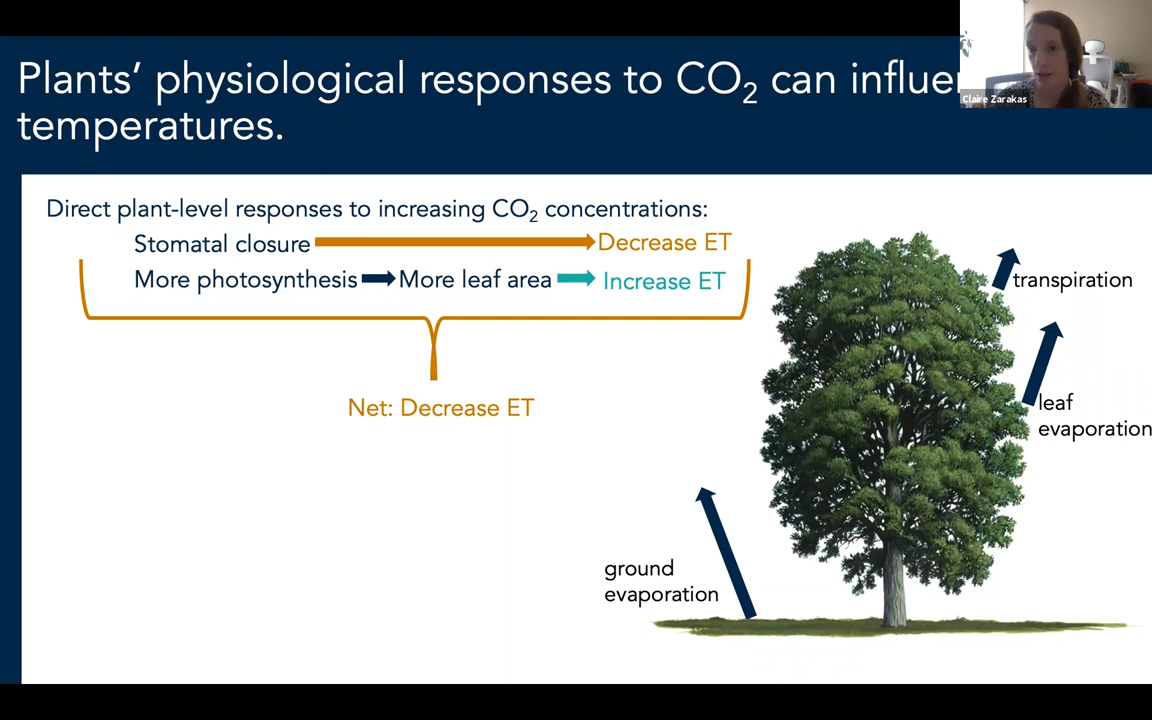 Plants’ physiological responses to CO₂ can
temperatures.
Claire Zarakas
Direct plant-level responses to increasing CO₂ concentrations:
Stomatal closure Decrease ET
More photosynthesis More leaf area Increase ET
Net: Decrease ET
transpiration
leaf
evaporation
ground
evaporation